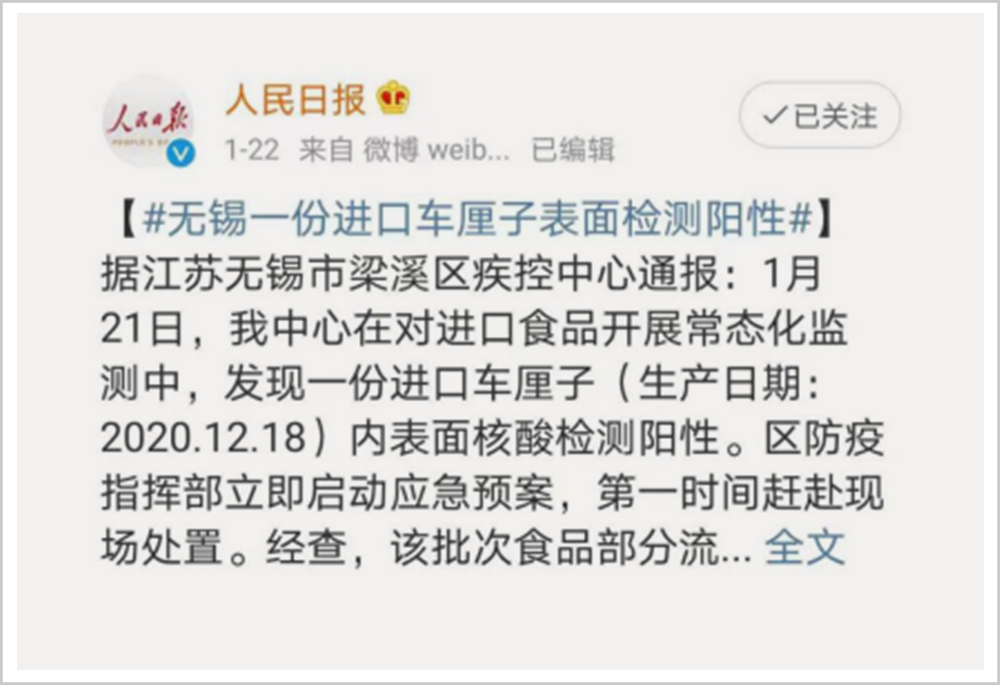 人民日报
人民日报
1-22 来自 微博 weib... 已编辑
已关注
【#无锡一份进口车厘子表面检测阳性#】
据江苏无锡市梁溪区疾控中心通报：1月
21日，我中心在对进口食品开展常态化监
测中，发现一份进口车厘子（生产日期：
2020.12.18）内表面核酸检测阳性。区防疫
指挥部立即启动应急预案，第一时间赶赴现
场处置。经查，该批次食品部分流... 全文